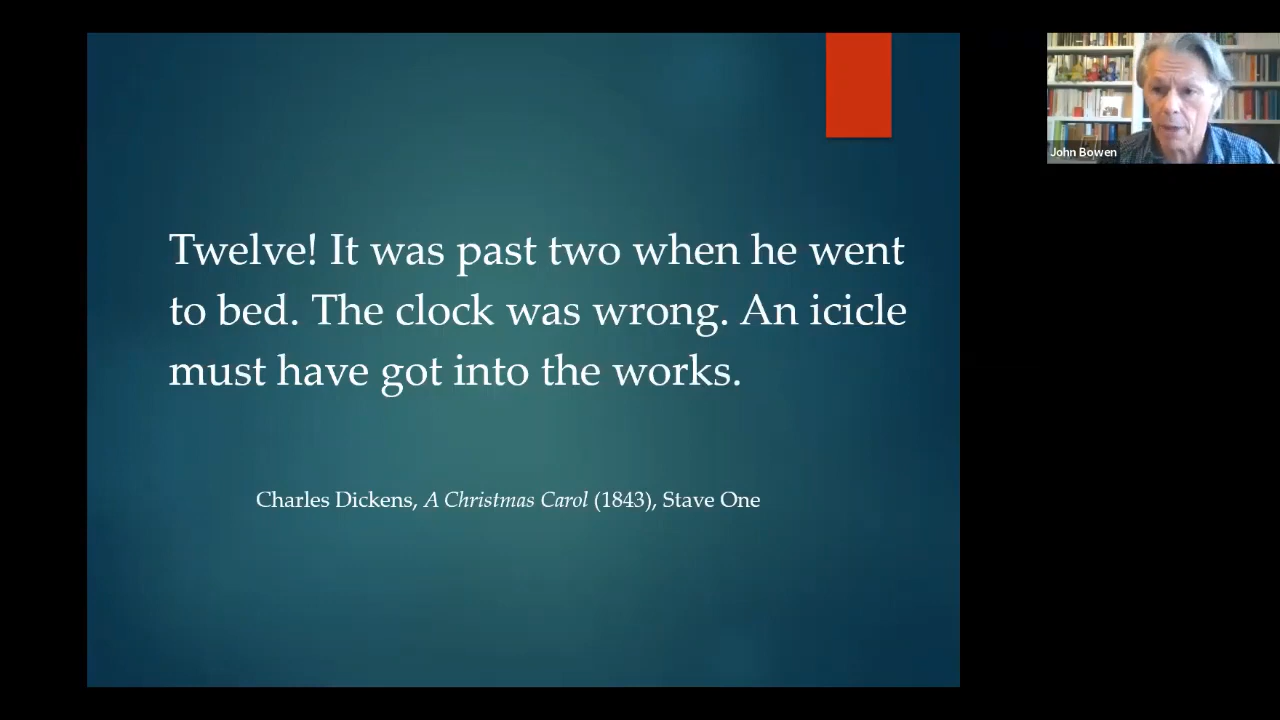 Twelve! It was past two when he went
to bed. The clock was wrong. An icicle
must have got into the works.
Charles Dickens, A Christmas Carol (1843), Stave One
John Bowen